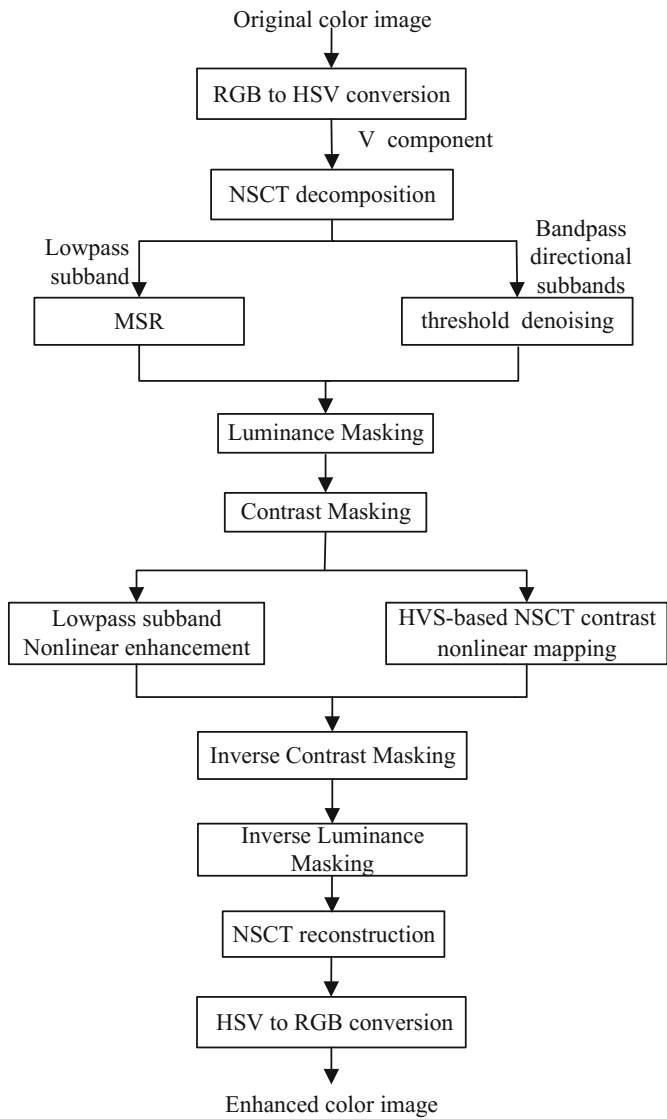 Original color image
RGB to HSV conversion
V component
NSCT decomposition
Lowpass
subband
Bandpass
directional
subbands
MSR
threshold denoising
Luminance Masking
Contrast Masking
Lowpass subband
Nonlinear enhancement
HVS-based NSCT contrast
nonlinear mapping
Inverse Contrast Masking
Inverse Luminance
Masking
NSCT reconstruction
HSV to RGB conversion
Enhanced color image